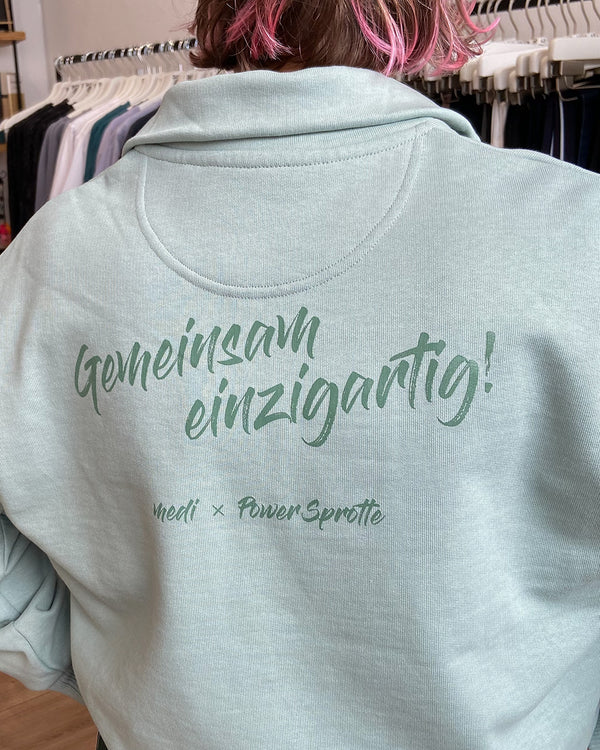 Gemeinsam
einzigartig!
medi × PowerSprotte